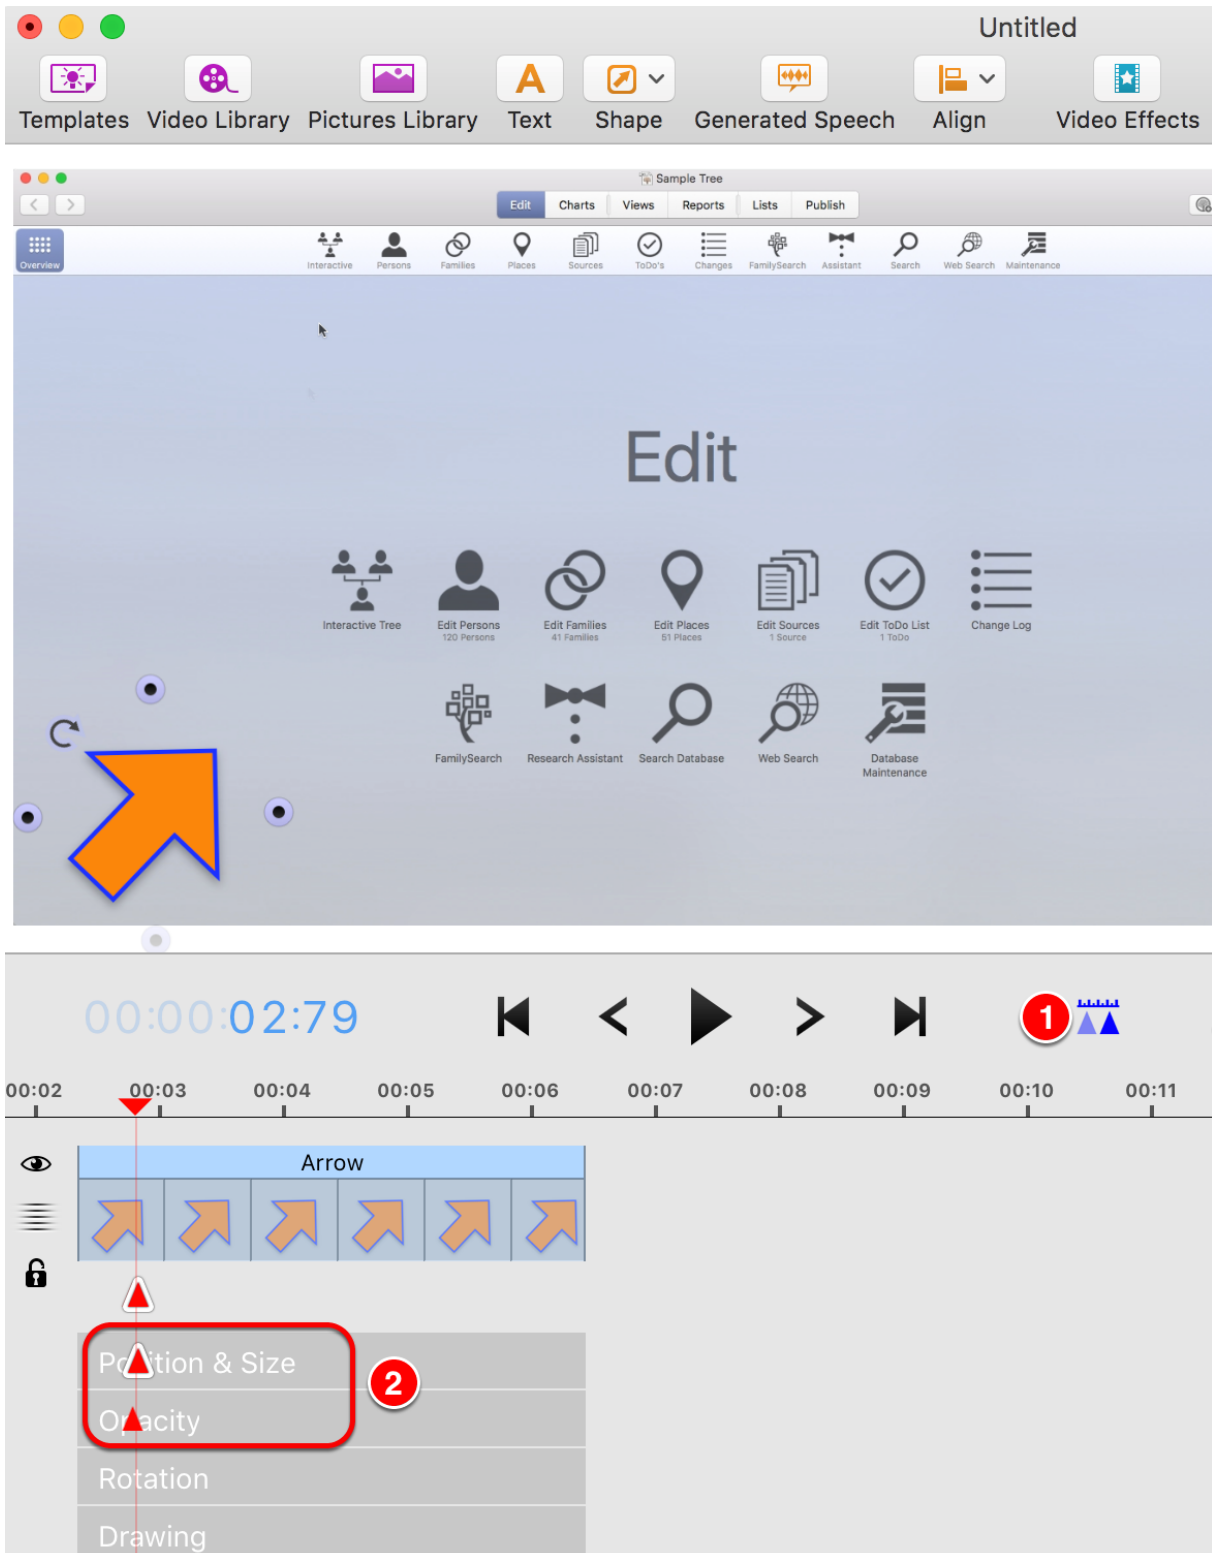 Untitled
Templates Video Library Pictures Library Text Shape Generated Speech Align Video Effects
Sample Tree
Edit Charts Views Reports Lists Publish
Overview Interactive Persons Families Places Sources ToDo's Changes FamilySearch Assistant Search Web Search Maintenance
Edit
Interactive Tree Edit Persons Edit Families Edit Places Edit Sources Edit ToDo List Change Log
120 Persons 41 Families 51 Places 1 Source 1 ToDo
FamilySearch Research Assistant Search Database Web Search Database
Maintenance
00:00:02:79 1
00:02 00:03 00:04 00:05 00:06 00:07 00:08 00:09 00:10 00:11
Arrow
Position & Size
2
Opacity
Rotation
Drawing